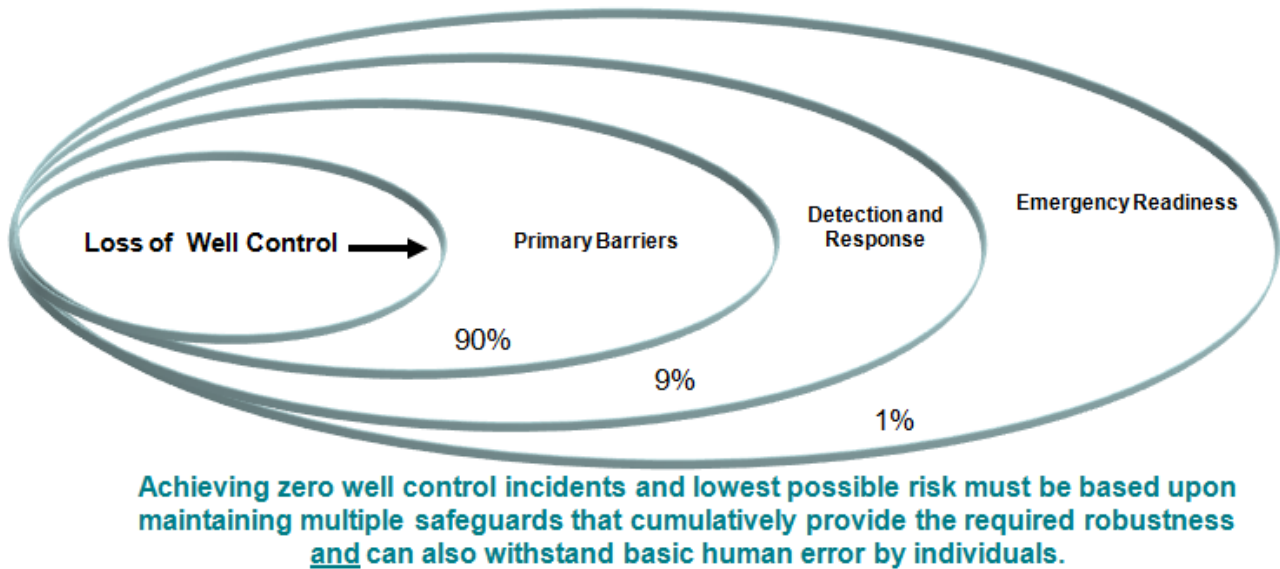 Loss of Well Control
Primary Barriers
Detection and
Response
Emergency Readiness
90%
9%
1%
Achieving zero well control incidents and lowest possible risk must be based upon
maintaining multiple safeguards that cumulatively provide the required robustness
and can also withstand basic human error by individuals.